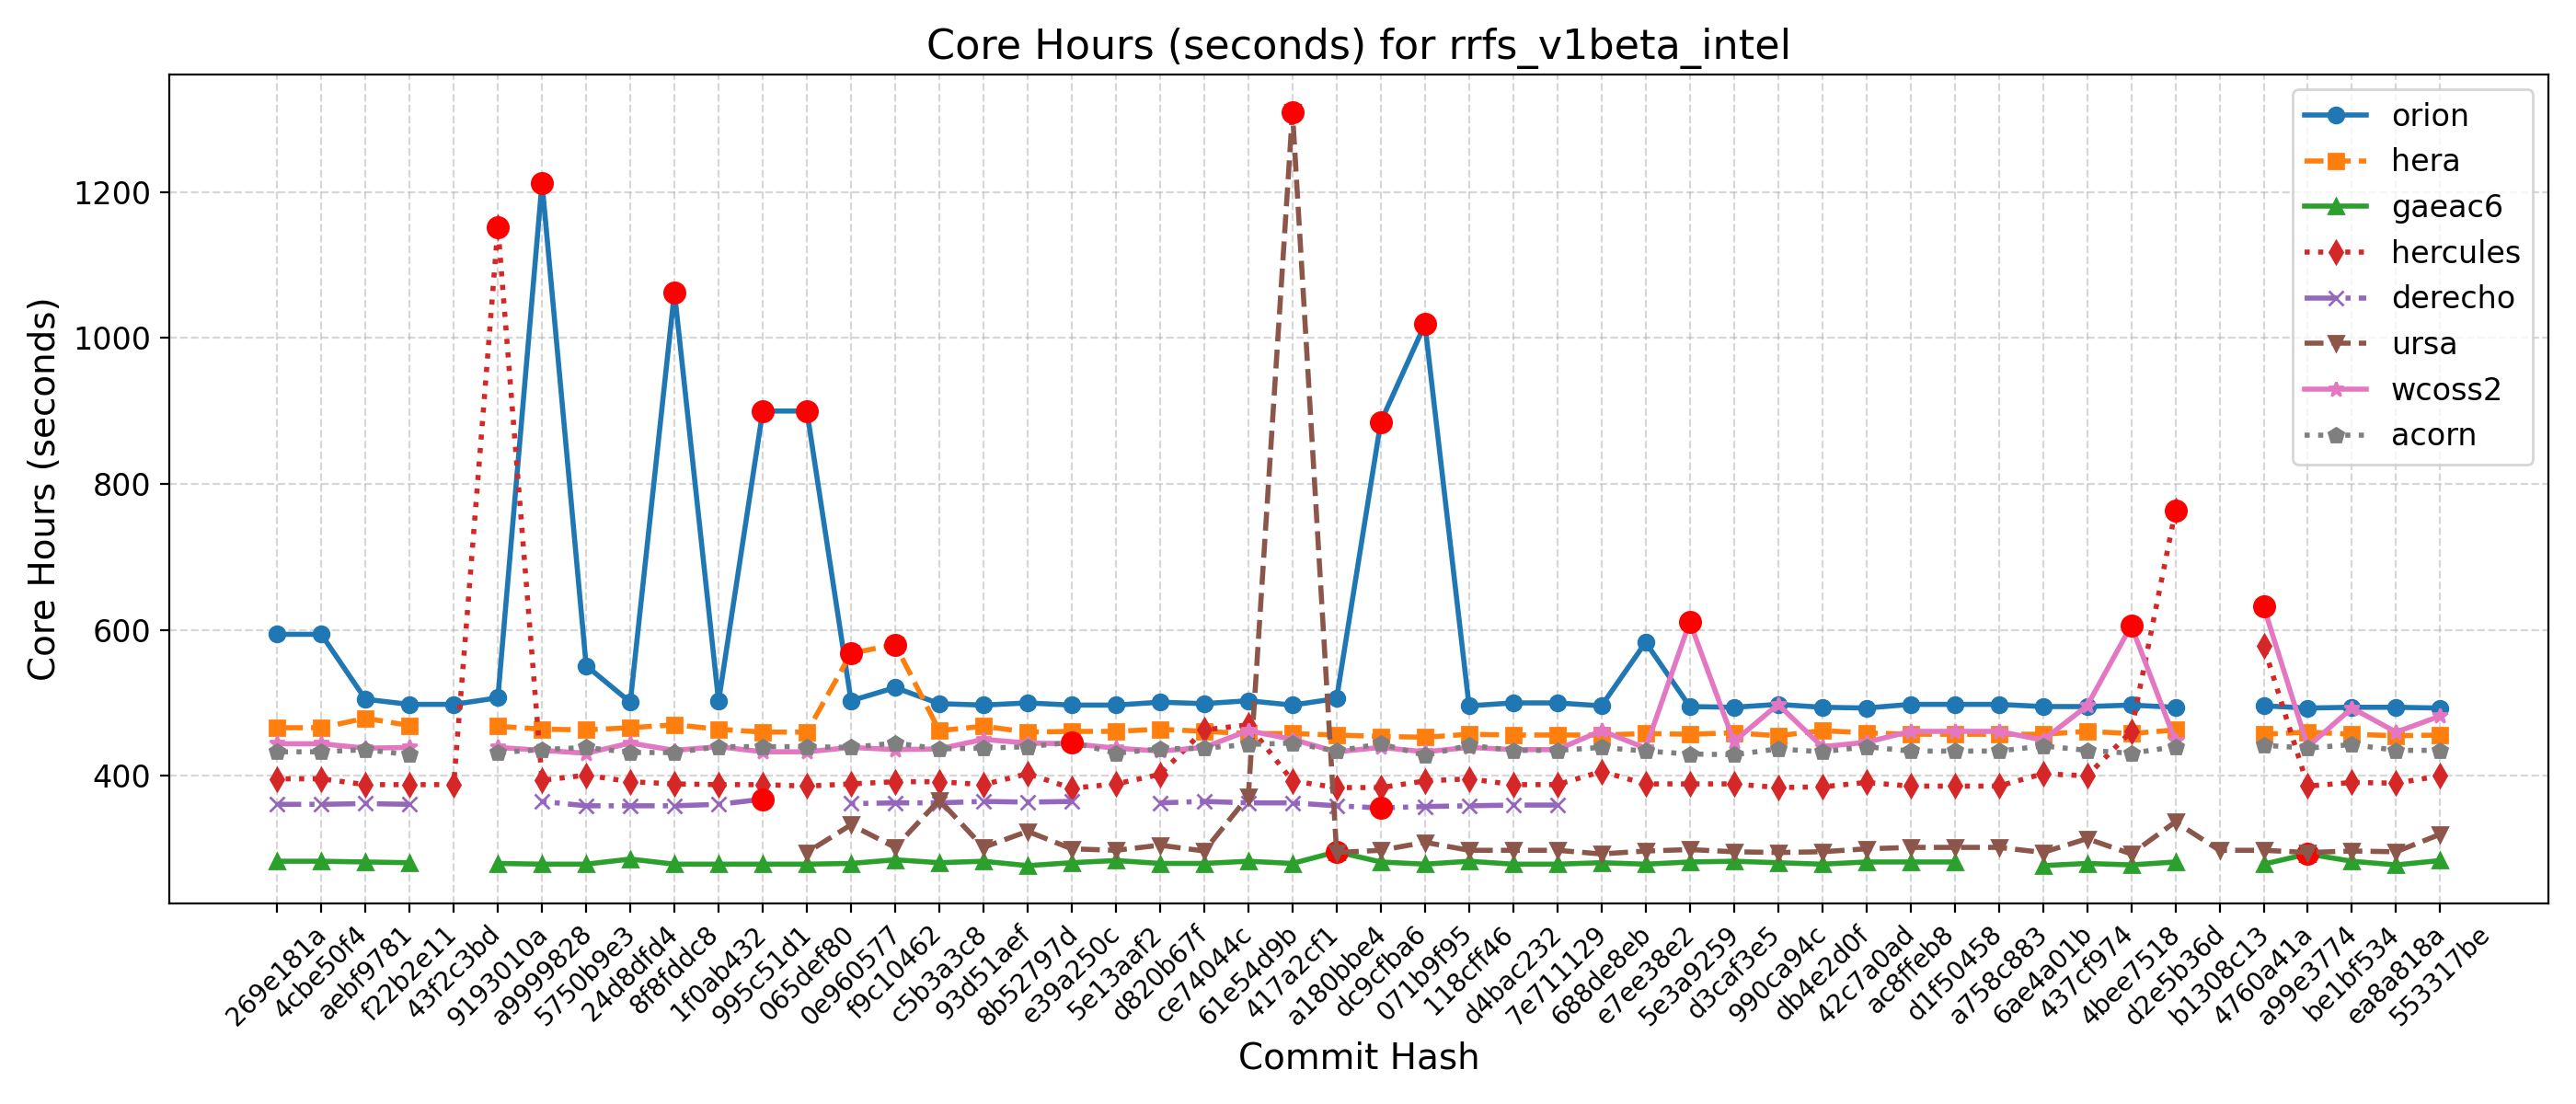 Core Hours (seconds) for rrfs_v1beta_intel
Core Hours (seconds)
1200
1000
800
600
400
orion
hera
gaeac6
hercules
derecho
ursa
wcoss2
acorn
269e181a
4cbe50f4
aebf9781
f22b2e11
43f2c3bd
9193010a
a9999828
5750b9e3
24d8dfd4
8f8fddc8
1f0ab432
995c51d1
065def80
0e960577
f9c10462
c5b3a3c8
93d51aef
8b52797d
e39a250c
5e13aaf2
d820b67f
ce74044c
61e54d9b
417a2cf1
a180bbe4
dc9cfba6
071b9f95
118cff46
d4bac232
7e711129
688de8eb
e7ee38e2
5e3a9259
d3caf3e5
990ca94c
db4e2d0f
42c7a0ad
ac8ffeb8
d1f50458
a758c883
6ae4a01b
437cf974
4bee7518
d2e5b36d
b1308c13
4760a41a
a99e3774
be1bf534
ea8a818a
553317be
Commit Hash